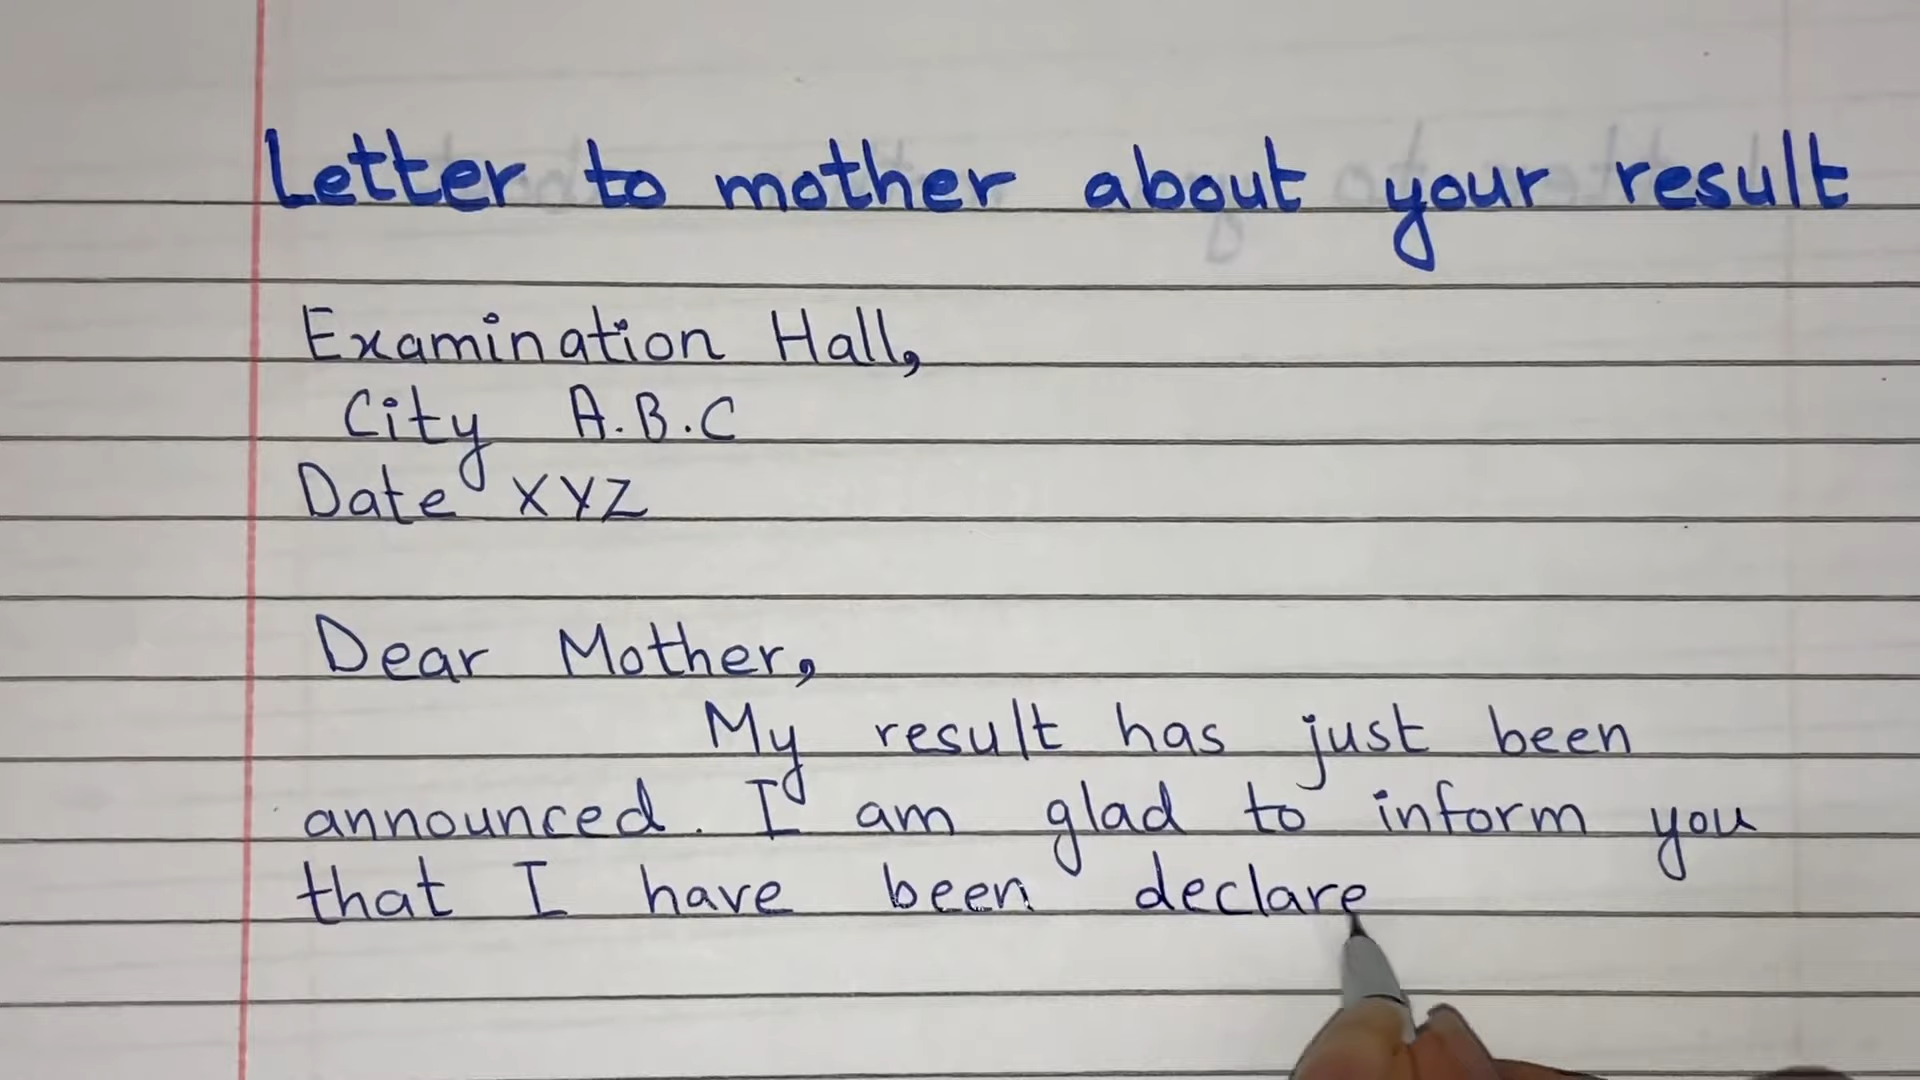 Letter to mother about your result
Examination Hall,
City A.B.C
Date XYZ
Dear Mother,
My result has just been
announced. I am glad to inform you
that I have been declare